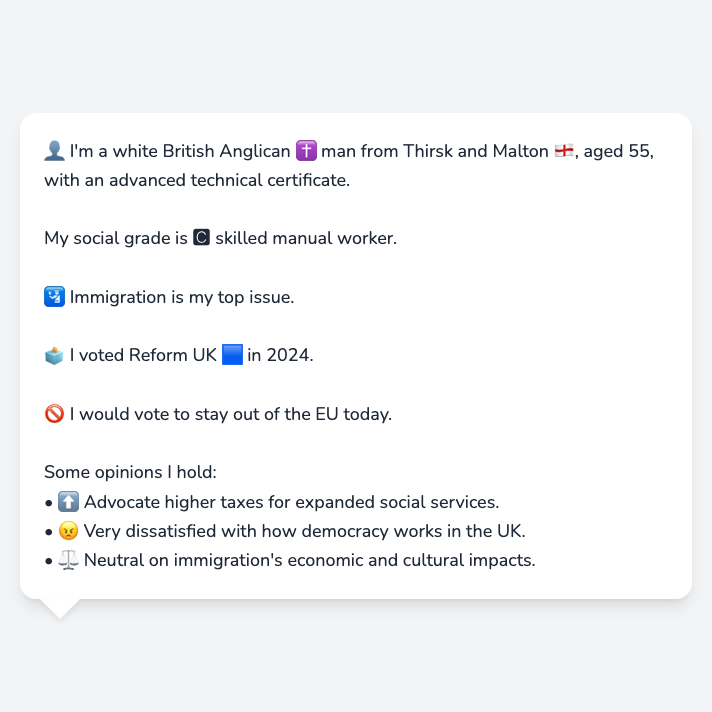 👤 I'm a white British Anglican ✝️ man from Thirsk and Malton 🏴󠁧󠁢󠁥󠁮󠁧󠁿, aged 55,
with an advanced technical certificate.
My social grade is 🅲 skilled manual worker.
🛂 Immigration is my top issue.
🗳️ I voted Reform UK 🟦 in 2024.
🚫 I would vote to stay out of the EU today.
Some opinions I hold:
• ⬆️ Advocate higher taxes for expanded social services.
• 😠 Very dissatisfied with how democracy works in the UK.
• ⚖️ Neutral on immigration's economic and cultural impacts.